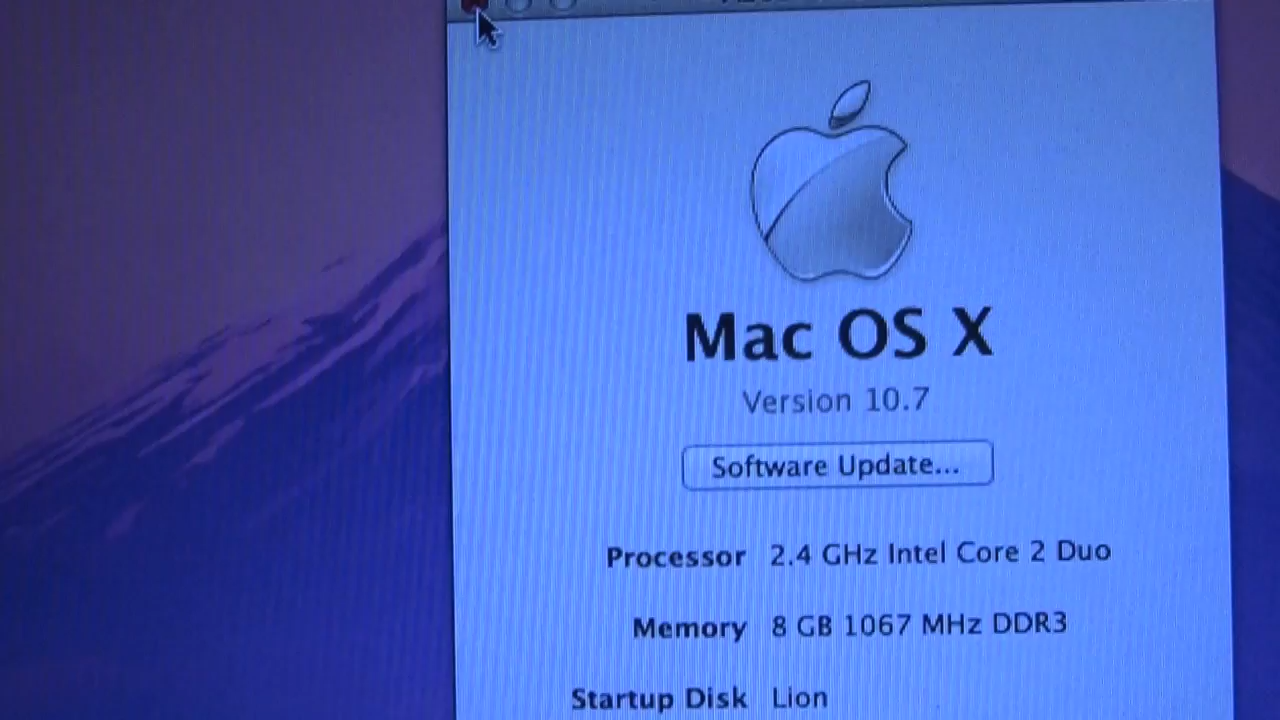 Mac OS X
Version 10.7
Software Update...
Processor 2.4 GHz Intel Core 2 Duo
Memory 8 GB 1067 MHz DDR3
Startup Disk Lion